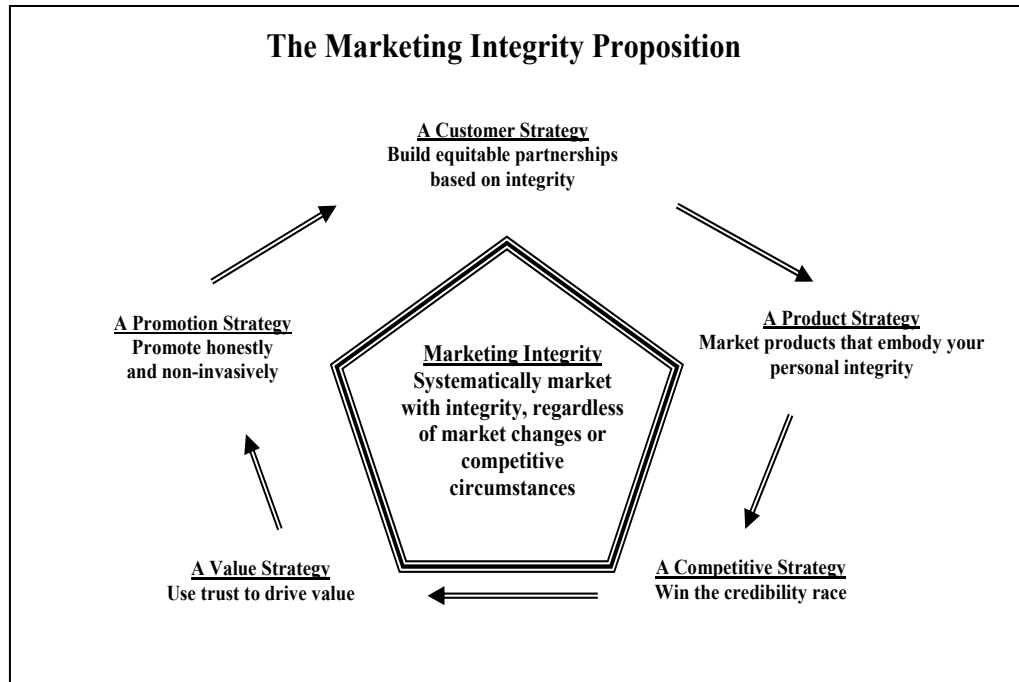 The Marketing Integrity Proposition
A Customer Strategy
Build equitable partnerships
based on integrity
A Promotion Strategy
Promote honestly
and non-invasively
Marketing Integrity
Systematically market
with integrity, regardless
of market changes or
competitive
circumstances
A Product Strategy
Market products that embody your
personal integrity
A Value Strategy
Use trust to drive value
A Competitive Strategy
Win the credibility race